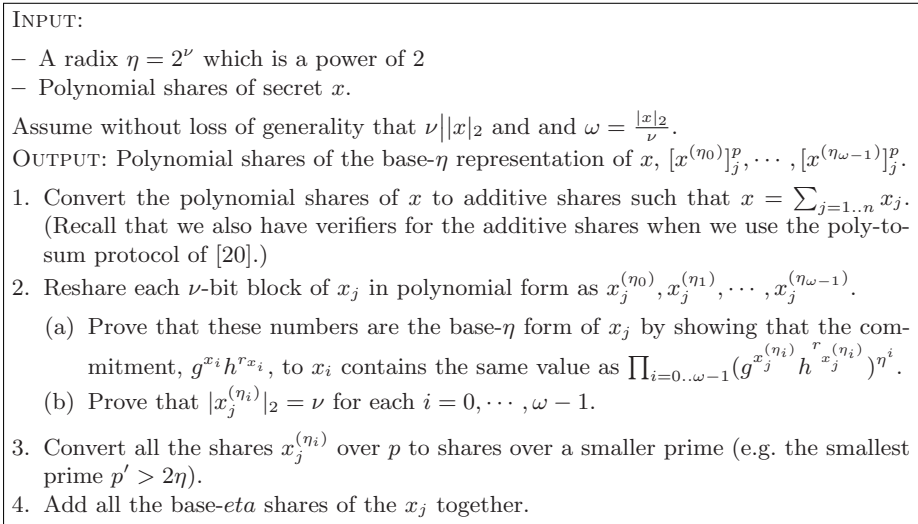 INPUT:
– A radix η = 2^ν which is a power of 2
– Polynomial shares of secret x.
Assume without loss of generality that ν||x|_2 and and ω = |x|_2/ν.
OUTPUT: Polynomial shares of the base-η representation of x, [x^(η_0)]_j^p, ⋯ , [x^(η_{ω−1})]_j^p.
1. Convert the polynomial shares of x to additive shares such that x = ∑_{j=1..n} x_j.
(Recall that we also have verifiers for the additive shares when we use the poly-to-
sum protocol of [20].)
2. Reshare each ν-bit block of x_j in polynomial form as x_j^(η_0), x_j^(η_1), ⋯ , x_j^(η_{ω−1}).
(a) Prove that these numbers are the base-η form of x_j by showing that the com-
mitment, g^{x_i} h^{r_{x_i}}, to x_i contains the same value as ∏_{i=0..ω−1}(g^{x_j^(η_i)} h^{r_{x_j^(η_i)}})^{η^i}.
(b) Prove that |x_j^(η_i)|_2 = ν for each i = 0, ⋯ , ω − 1.
3. Convert all the shares x_j^(η_i) over p to shares over a smaller prime (e.g. the smallest
prime p′ > 2η).
4. Add all the base-eta shares of the x_j together.